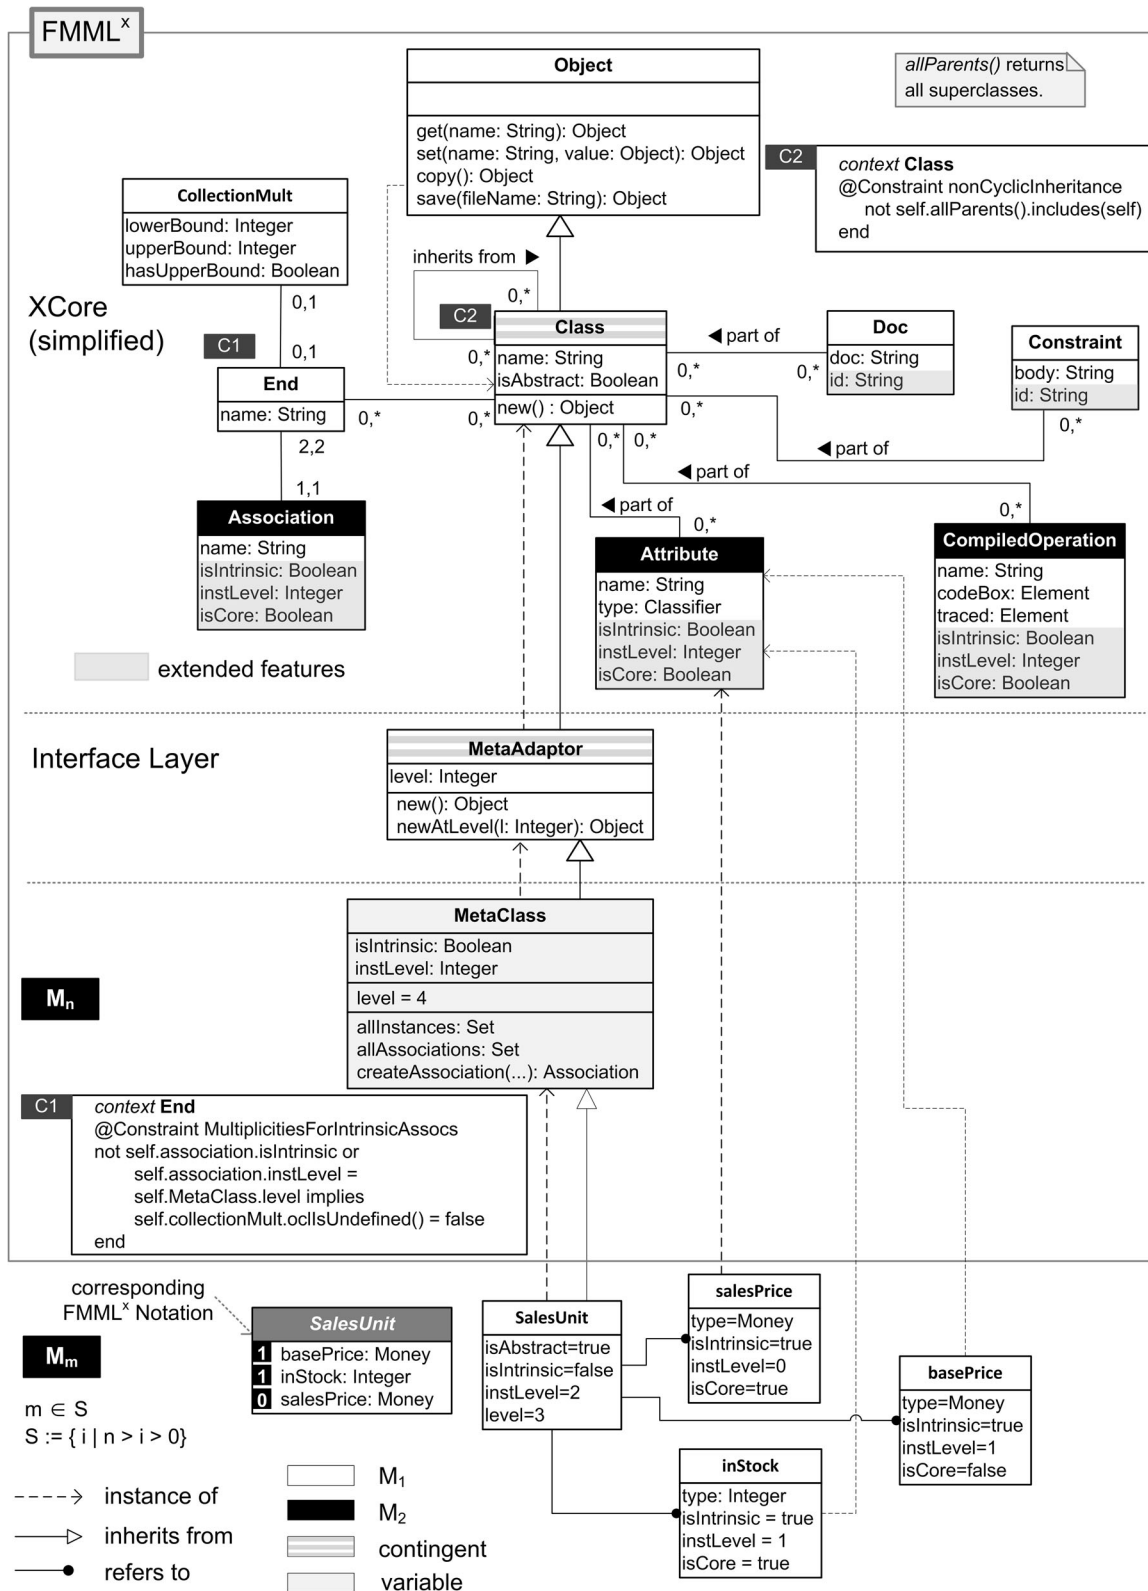 FMMLx
Object
get(name: String): Object
set(name: String, value: Object): Object
copy(): Object
save(fileName: String): Object
allParents() returns
all superclasses.
C2
context Class
@Constraint nonCyclicInheritance
not self.allParents().includes(self)
end
CollectionMult
lowerBound: Integer
upperBound: Integer
hasUpperBound: Boolean
XCore
(simplified)
inherits from ▶
0,*
C2
0,*
Class
name: String
isAbstract: Boolean
new() : Object
◀ part of
0,*
0,*
Doc
doc: String
id: String
Constraint
body: String
id: String
0,*
0,*
◀ part of
0,1
C1
0,1
End
name: String
0,*
0,*
2,2
1,1
Association
name: String
isIntrinsic: Boolean
instLevel: Integer
isCore: Boolean
0,*
0,*
◀ part of
◀ part of
0,*
0,*
Attribute
name: String
type: Classifier
isIntrinsic: Boolean
instLevel: Integer
isCore: Boolean
CompiledOperation
name: String
codeBox: Element
traced: Element
isIntrinsic: Boolean
instLevel: Integer
isCore: Boolean
extended features
Interface Layer
MetaAdaptor
level: Integer
new(): Object
newAtLevel(l: Integer): Object
Mn
MetaClass
isIntrinsic: Boolean
instLevel: Integer
level = 4
allInstances: Set
allAssociations: Set
createAssociation(...): Association
C1
context End
@Constraint MultiplicitiesForIntrinsicAssocs
not self.association.isIntrinsic or
self.association.instLevel =
self.MetaClass.level implies
self.collectionMult.oclIsUndefined() = false
end
corresponding
FMMLx Notation
Mm
m ∈ S
S := { i | n > i > 0}
SalesUnit
1 basePrice: Money
1 inStock: Integer
0 salesPrice: Money
SalesUnit
isAbstract=true
isIntrinsic=false
instLevel=2
level=3
salesPrice
type=Money
isIntrinsic=true
instLevel=0
isCore=true
basePrice
type=Money
isIntrinsic=true
instLevel=1
isCore=false
inStock
type: Integer
isIntrinsic = true
instLevel = 1
isCore = true
instance of
inherits from
refers to
M1
M2
contingent
variable